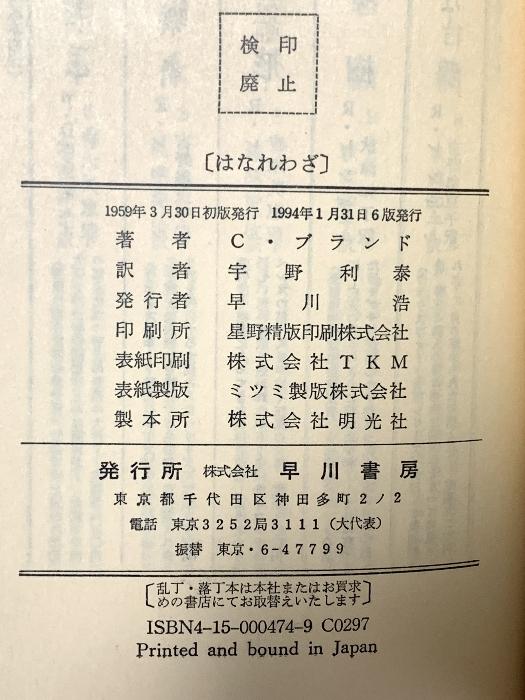 検印
廃止
〔はなれわざ〕
1959年3月30日初版発行 1994年1月31日6版発行
著者 C・ブランド
訳者 宇野利泰
発行者 早川浩
印刷所 星野精版印刷株式会社
表紙印刷 株式会社TKM
表紙製版 ミツミ製版株式会社
製本所 株式会社明光社
発行所 株式会社 早川書房
東京都千代田区神田多町2ノ2
電話 東京3252局3111(大代表)
振替 東京・6-47799
乱丁・落丁本は本社またはお買求
めの書店にてお取替えいたします
ISBN4-15-000474-9 C0297
Printed and bound in Japan